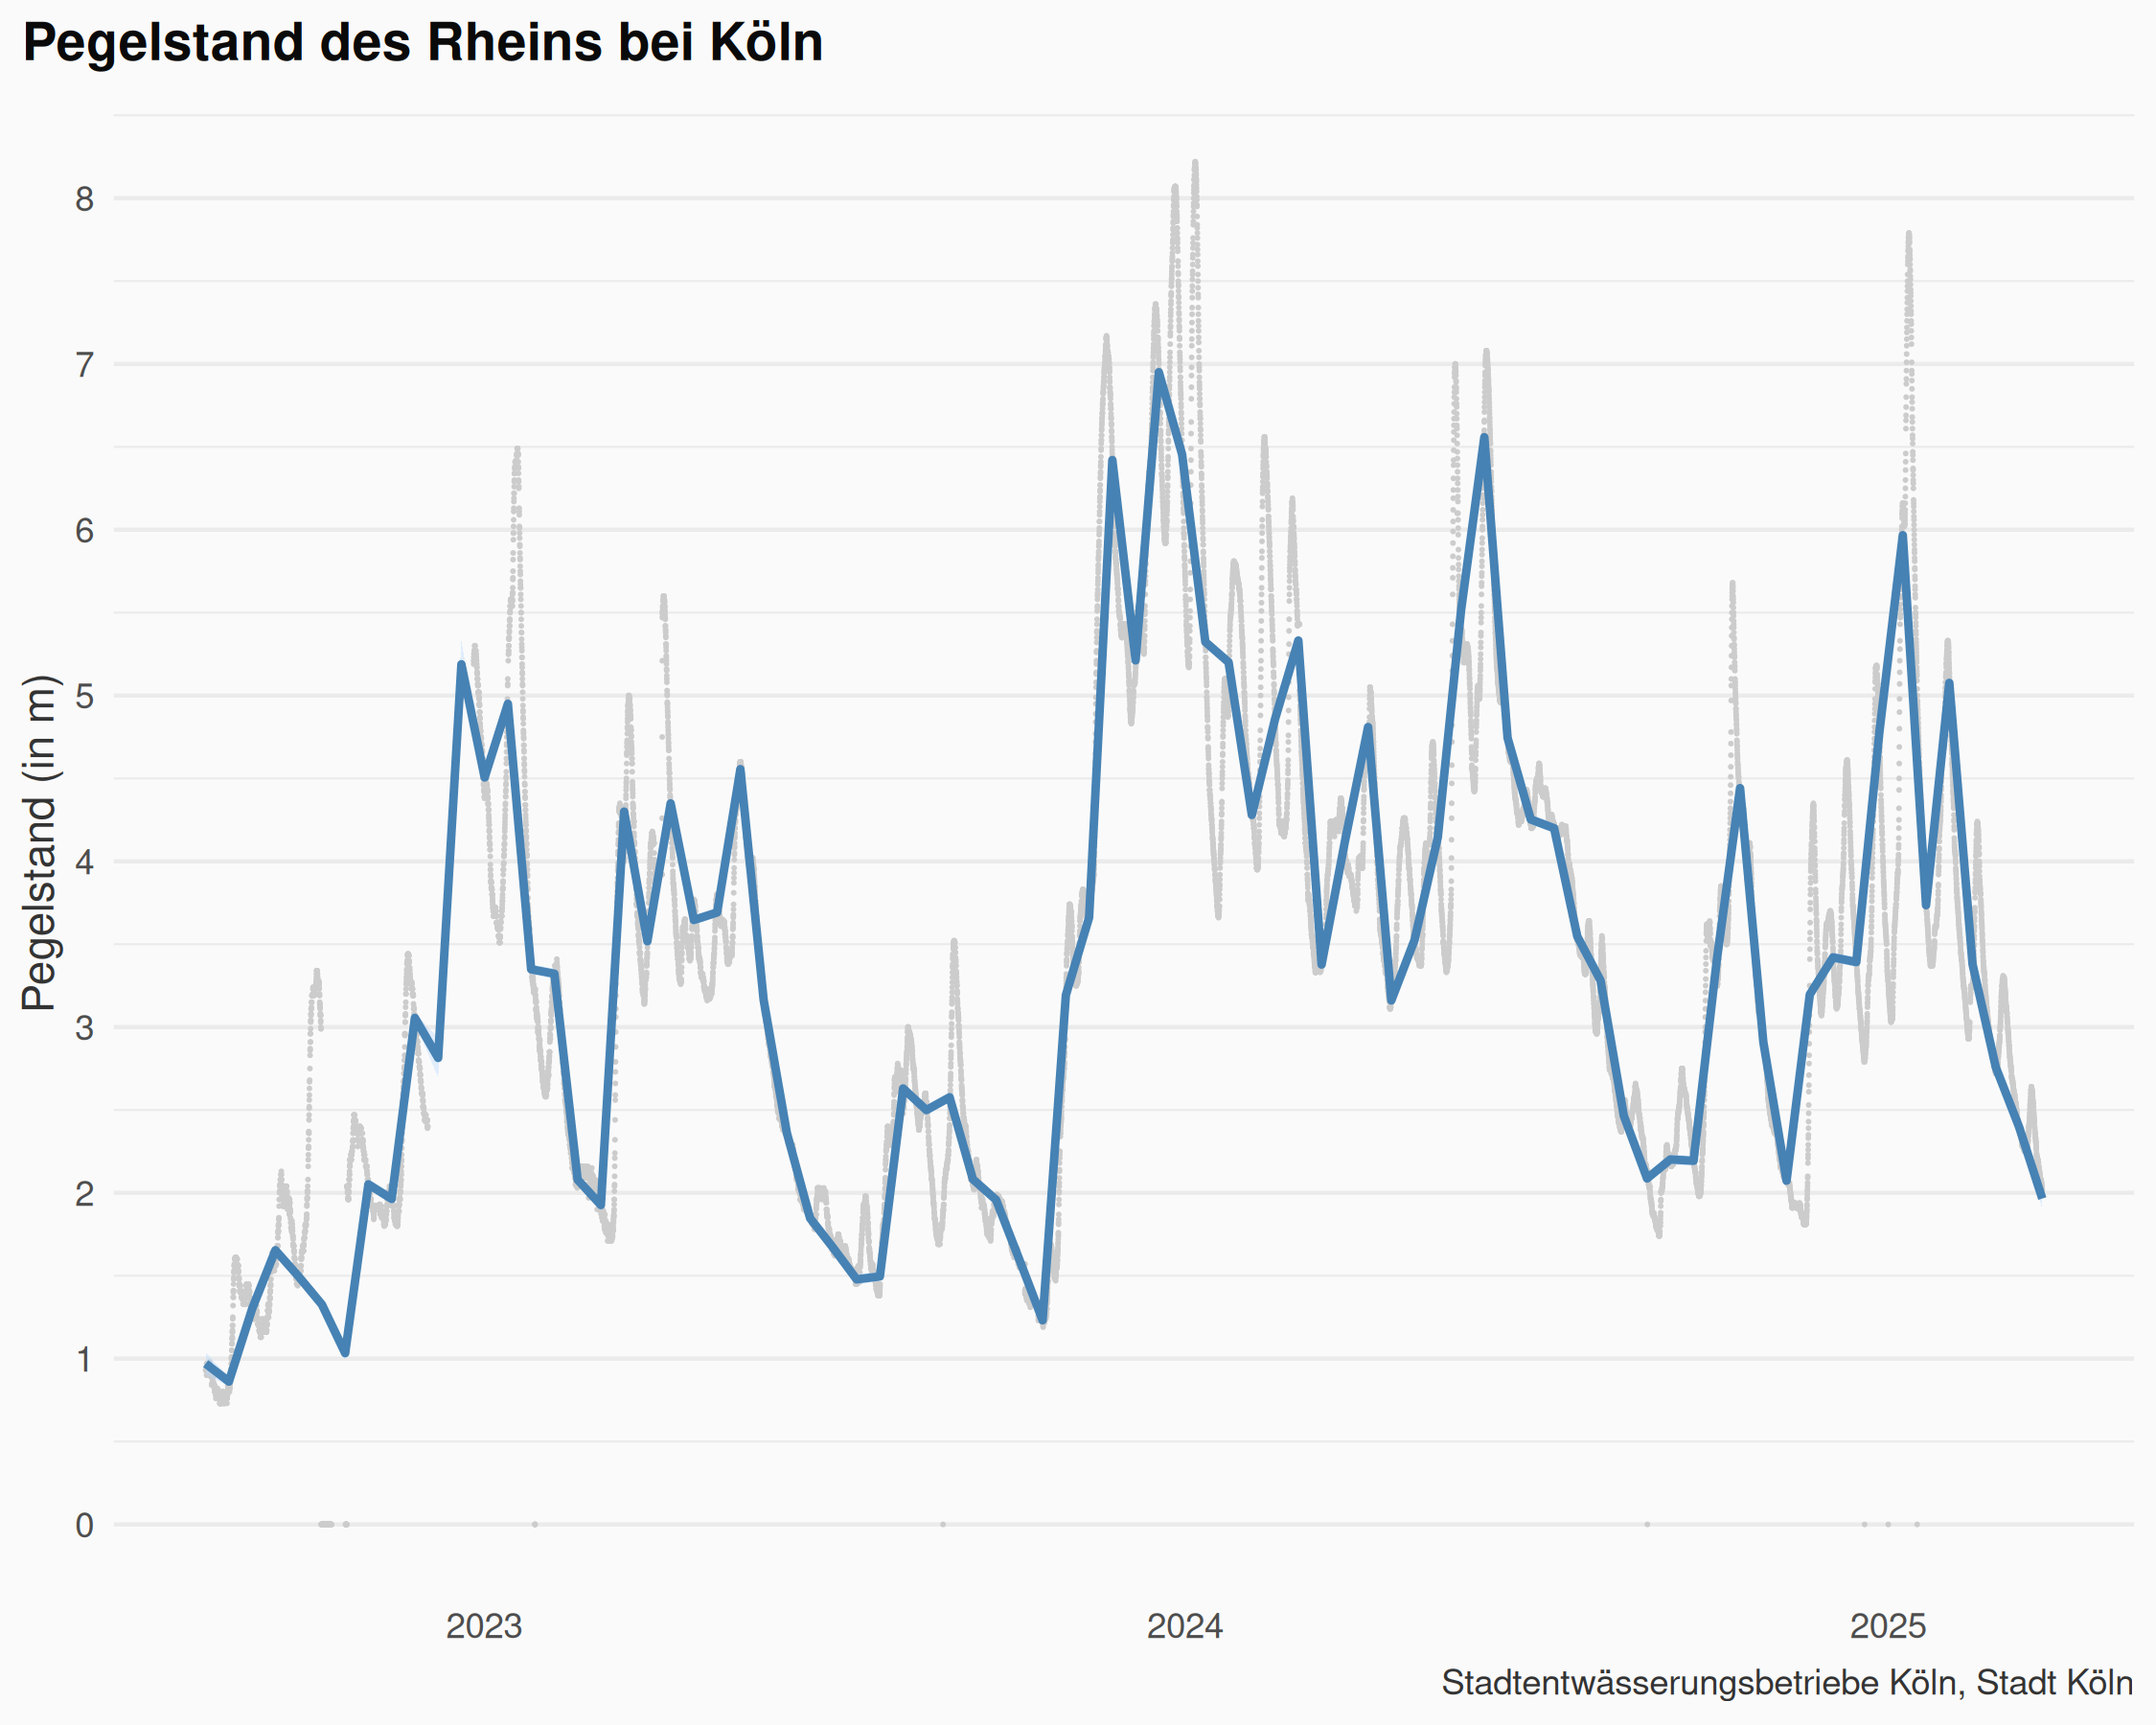 Pegelstand des Rheins bei Köln
Pegelstand (in m)
8
7
6
5
4
3
2
1
0
2023 2024 2025
Stadtentwässerungsbetriebe Köln, Stadt Köln